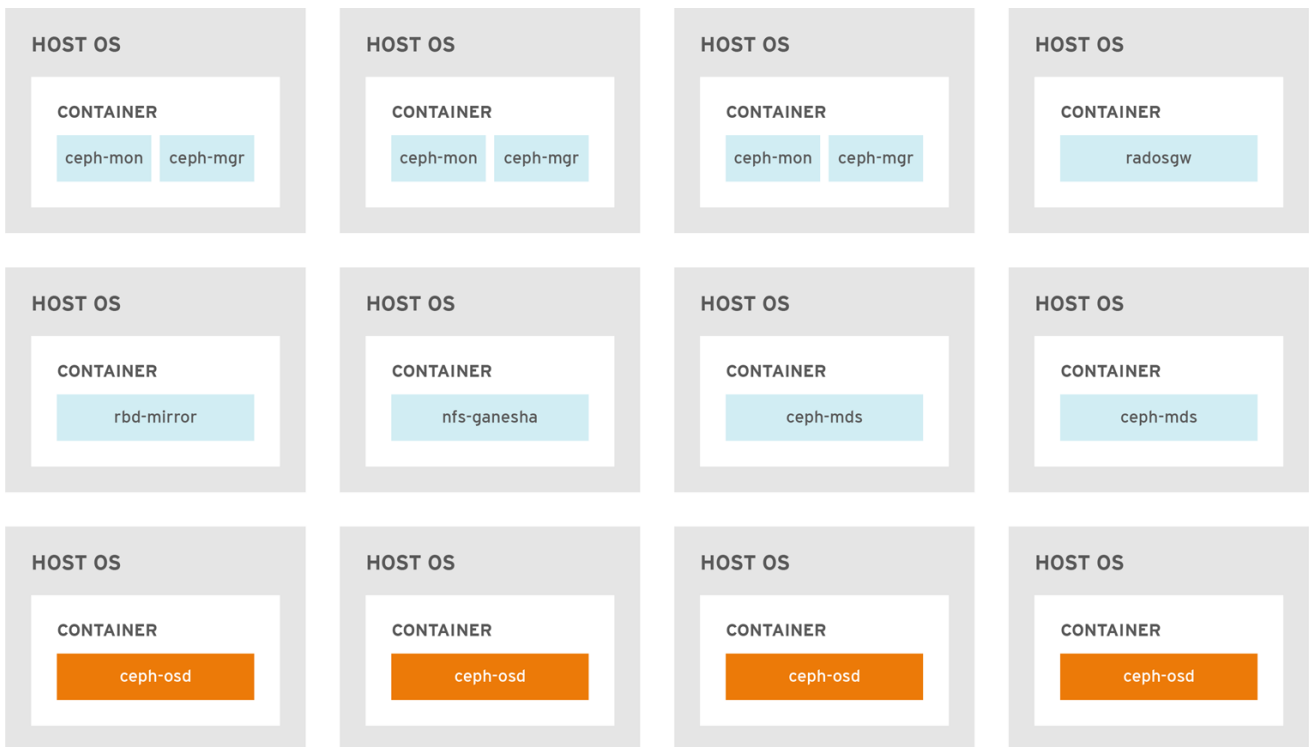 HOST OS
CONTAINER
ceph-mon ceph-mgr
HOST OS
CONTAINER
ceph-mon ceph-mgr
HOST OS
CONTAINER
ceph-mon ceph-mgr
HOST OS
CONTAINER
radosgw
HOST OS
CONTAINER
rbd-mirror
HOST OS
CONTAINER
nfs-ganesha
HOST OS
CONTAINER
ceph-mds
HOST OS
CONTAINER
ceph-mds
HOST OS
CONTAINER
ceph-osd
HOST OS
CONTAINER
ceph-osd
HOST OS
CONTAINER
ceph-osd
HOST OS
CONTAINER
ceph-osd